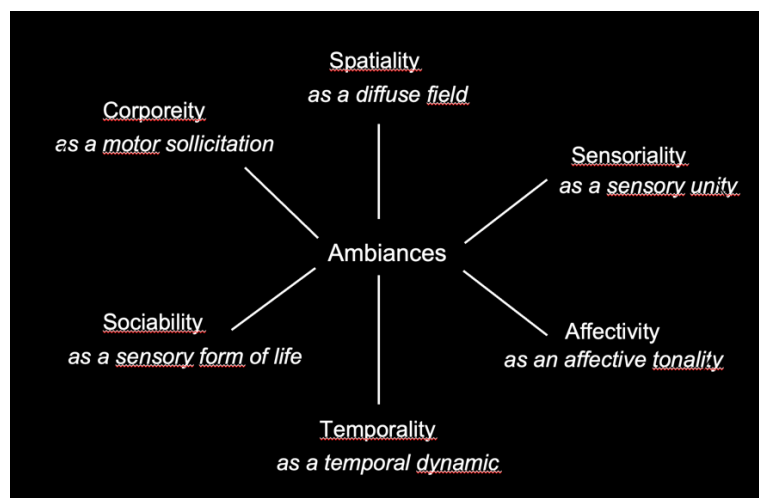 Spatiality
as a diffuse field
Corporeity
as a motor sollicitation
Sensoriality
as a sensory unity
Ambiances
Sociability
as a sensory form of life
Affectivity
as an affective tonality
Temporality
as a temporal dynamic